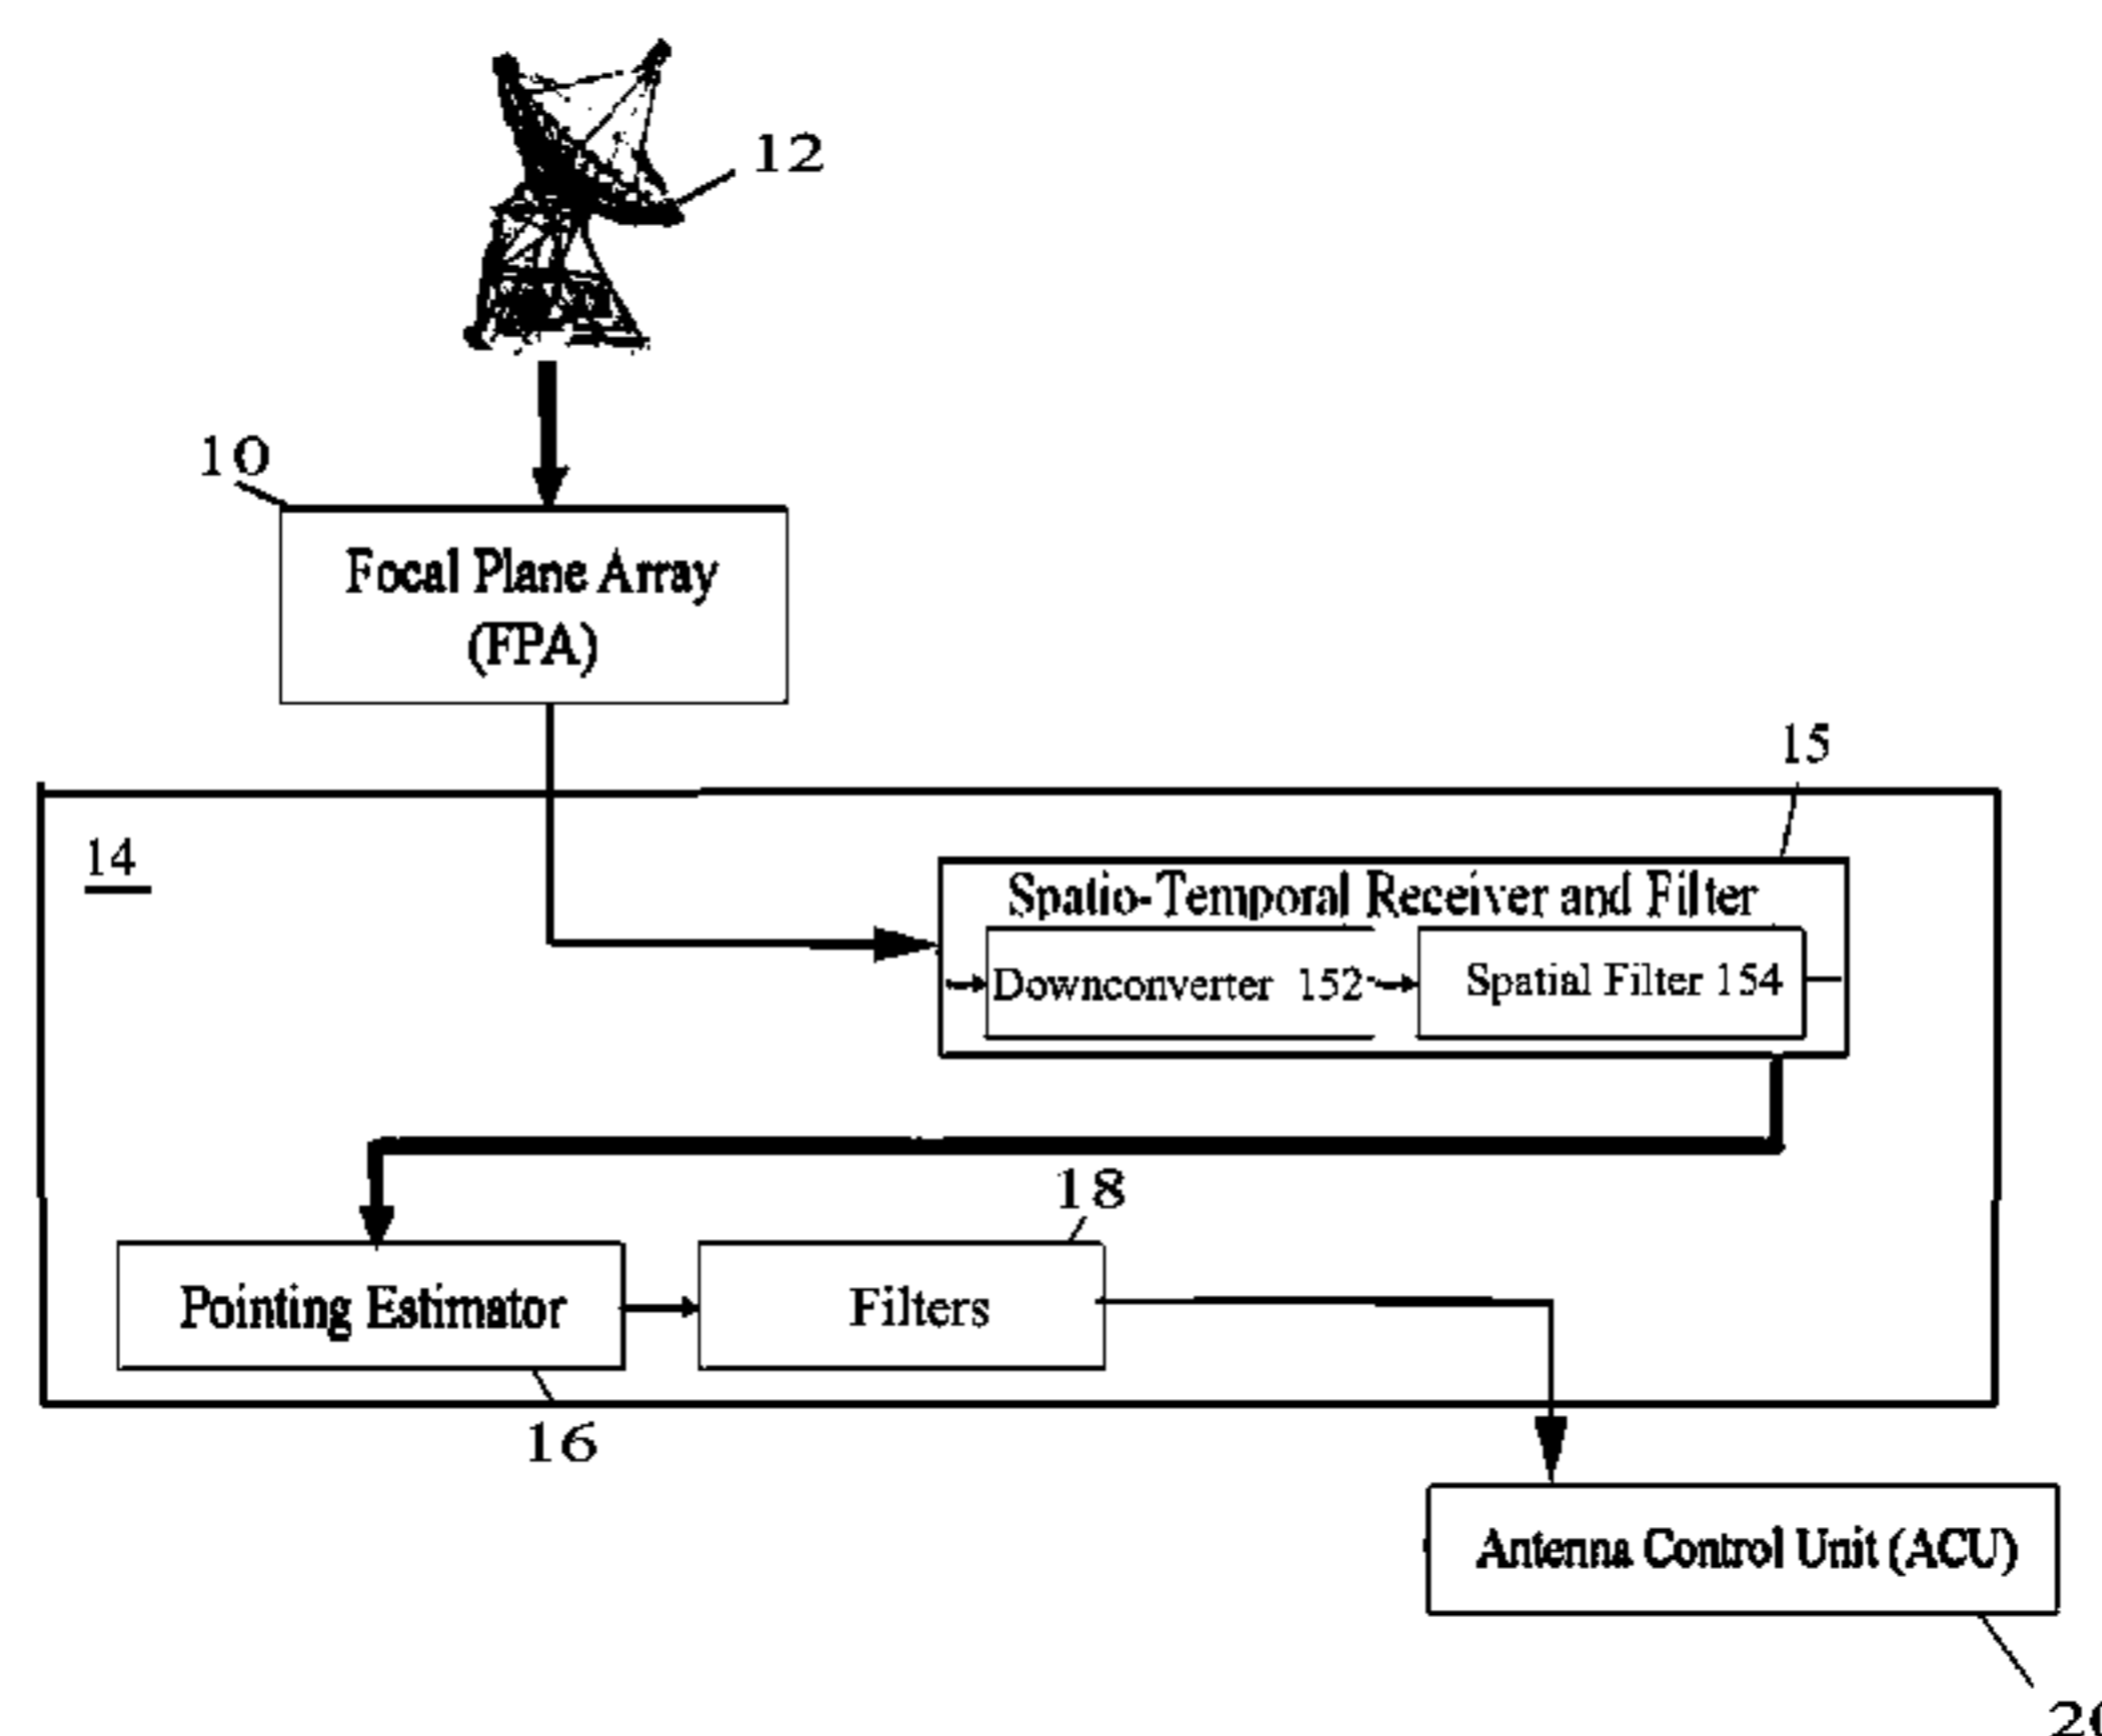 12
10
Focal Plane Array
(FPA)
15
14
Spatio-Temporal Receiver and Filter
Downconverter 152
Spatial Filter 154
18
Pointing Estimator
Filters
16
Antenna Control Unit (ACU)
20